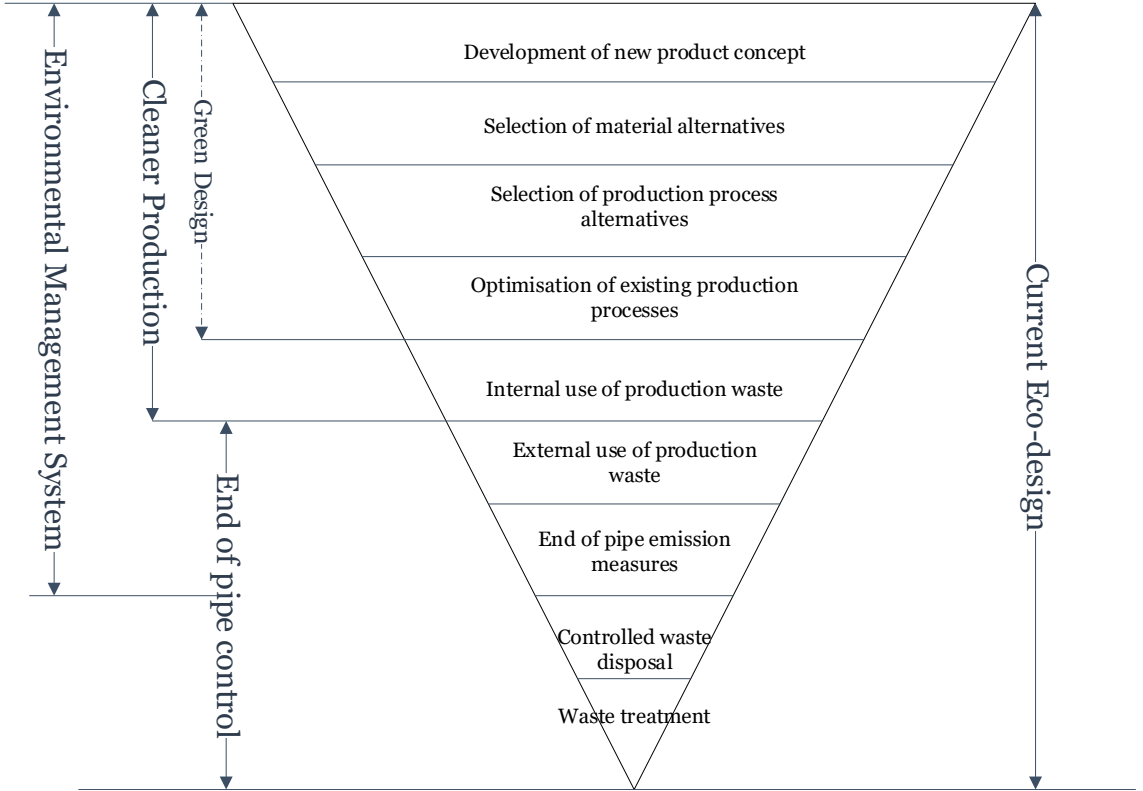 Development of new product concept
Selection of material alternatives
Selection of production process
alternatives
Optimisation of existing production
processes
Internal use of production waste
External use of production
waste
End of pipe emission
measures
Controlled waste
disposal
Waste treatment
Environmental Management System
Cleaner Production
Green Design
End of pipe control
Current Eco-design